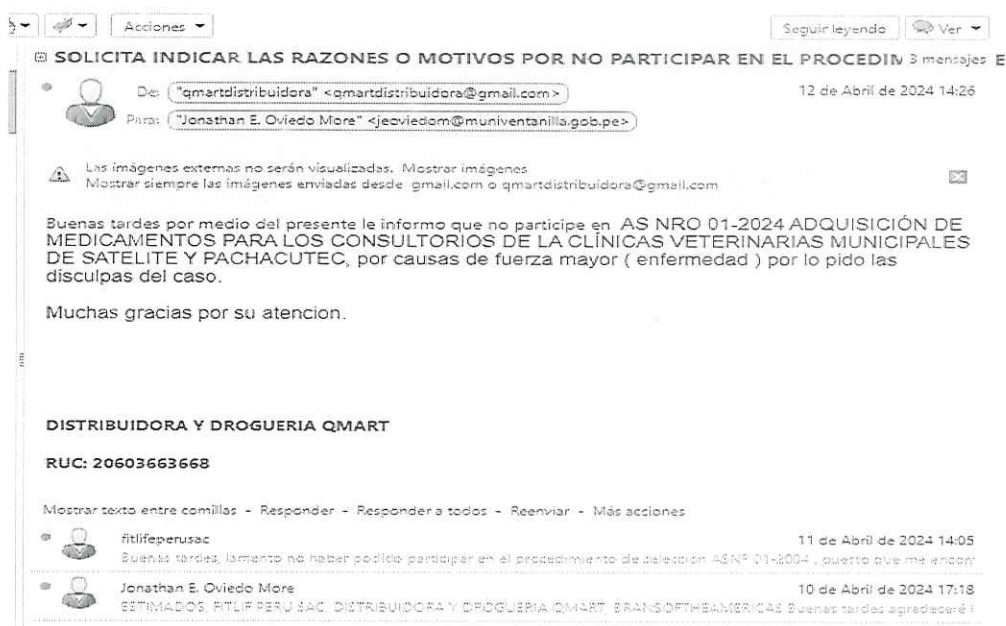 Acciones
Seguir leyendo
Ver
SOLICITA INDICAR LAS RAZONES O MOTIVOS POR NO PARTICIPAR EN EL PROCEDIM 3 mensajes E
De: "qmartdistribuidora" <qmartdistribuidora@gmail.com>
12 de Abril de 2024 14:26
Para: "Jonathan E. Oviedo More" <jeoviedom@muniventanilla.gob.pe>
Las imágenes externas no serán visualizadas. Mostrar imágenes
Mostrar siempre las imágenes enviadas desde gmail.com o qmartdistribuidora@gmail.com
Buenas tardes por medio del presente le informo que no participe en AS NRO 01-2024 ADQUISICIÓN DE
MEDICAMENTOS PARA LOS CONSULTORIOS DE LA CLÍNICAS VETERINARIAS MUNICIPALES
DE SATELITE Y PACHACUTEC, por causas de fuerza mayor ( enfermedad ) por lo pido las
disculpas del caso.
Muchas gracias por su atencion.
DISTRIBUIDORA Y DROGUERIA QMART
RUC: 20603663668
Mostrar texto entre comillas - Responder - Responder a todos - Reenviar - Más acciones
fitlifeperusac
11 de Abril de 2024 14:05
Buenas tardes, lamento no haber podido participar en el procedimiento de seleccion ASN° 01-2004 , puesto que me encon
Jonathan E. Oviedo More
10 de Abril de 2024 17:18
ESTIMADOS, FITLIF PERU SAC, DISTRIBUIDORA Y DROGUERIA QMART, BRANSOFTHEAMERICAS Buenas tardes agradeceré